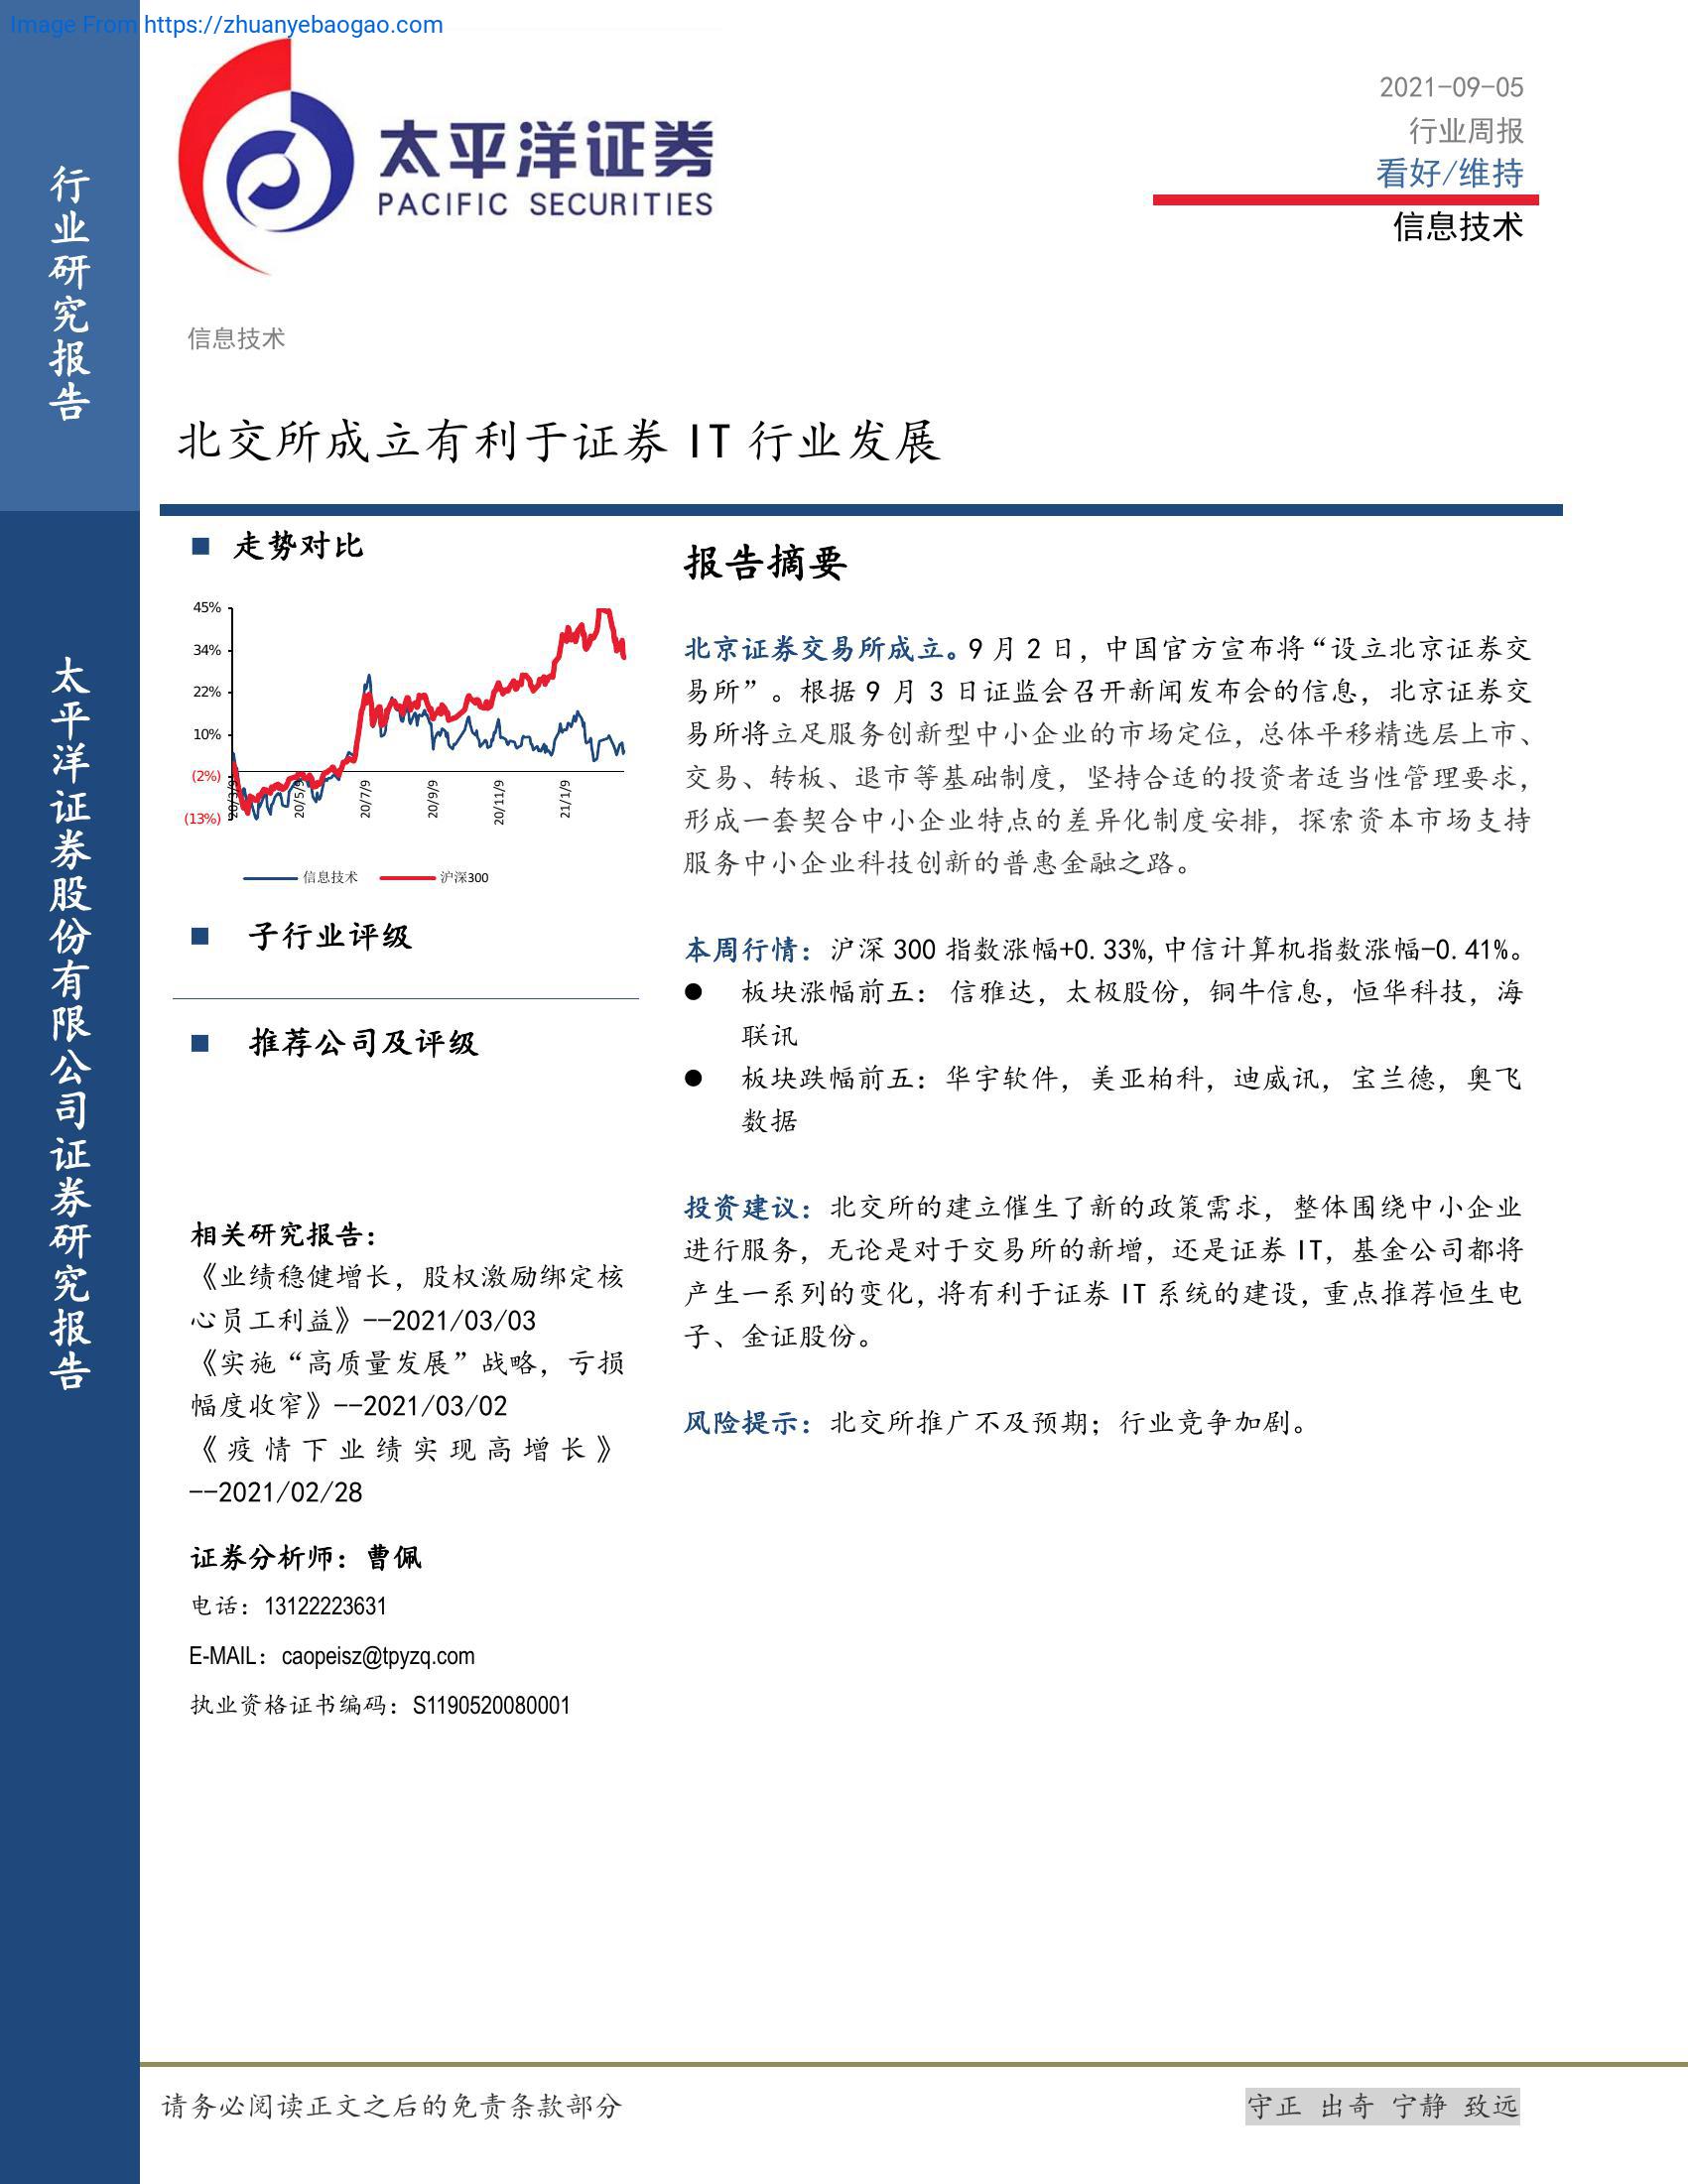 Image From https://zhuanyebaogao.com
行业研究报告
太平洋证券股份有限公司证券研究报告
太平洋证券
PACIFIC SECURITIES
2021-09-05
行业周报
看好/维持
信息技术
信息技术
北交所成立有利于证券 IT 行业发展
■ 走势对比
45%
34%
22%
10%
(2%)
(13%)
20/3/9
20/5/9
20/7/9
20/9/9
20/11/9
21/1/9
信息技术 沪深300
■ 子行业评级
■ 推荐公司及评级
相关研究报告：
《业绩稳健增长，股权激励绑定核
心员工利益》--2021/03/03
《实施“高质量发展”战略，亏损
幅度收窄》--2021/03/02
《疫情下业绩实现高增长》
--2021/02/28
证券分析师：曹佩
电话：13122223631
E-MAIL：caopeisz@tpyzq.com
执业资格证书编码：S1190520080001
报告摘要
北京证券交易所成立。9 月 2 日，中国官方宣布将“设立北京证券交
易所”。根据 9 月 3 日证监会召开新闻发布会的信息，北京证券交
易所将立足服务创新型中小企业的市场定位，总体平移精选层上市、
交易、转板、退市等基础制度，坚持合适的投资者适当性管理要求，
形成一套契合中小企业特点的差异化制度安排，探索资本市场支持
服务中小企业科技创新的普惠金融之路。
本周行情：沪深 300 指数涨幅+0.33%,中信计算机指数涨幅-0.41%。
● 板块涨幅前五： 信雅达，太极股份，铜牛信息，恒华科技，海
联讯
● 板块跌幅前五：华宇软件，美亚柏科，迪威讯，宝兰德，奥飞
数据
投资建议：北交所的建立催生了新的政策需求，整体围绕中小企业
进行服务，无论是对于交易所的新增，还是证券 IT，基金公司都将
产生一系列的变化，将有利于证券 IT 系统的建设，重点推荐恒生电
子、金证股份。
风险提示：北交所推广不及预期；行业竞争加剧。
请务必阅读正文之后的免责条款部分
守正 出奇 宁静 致远